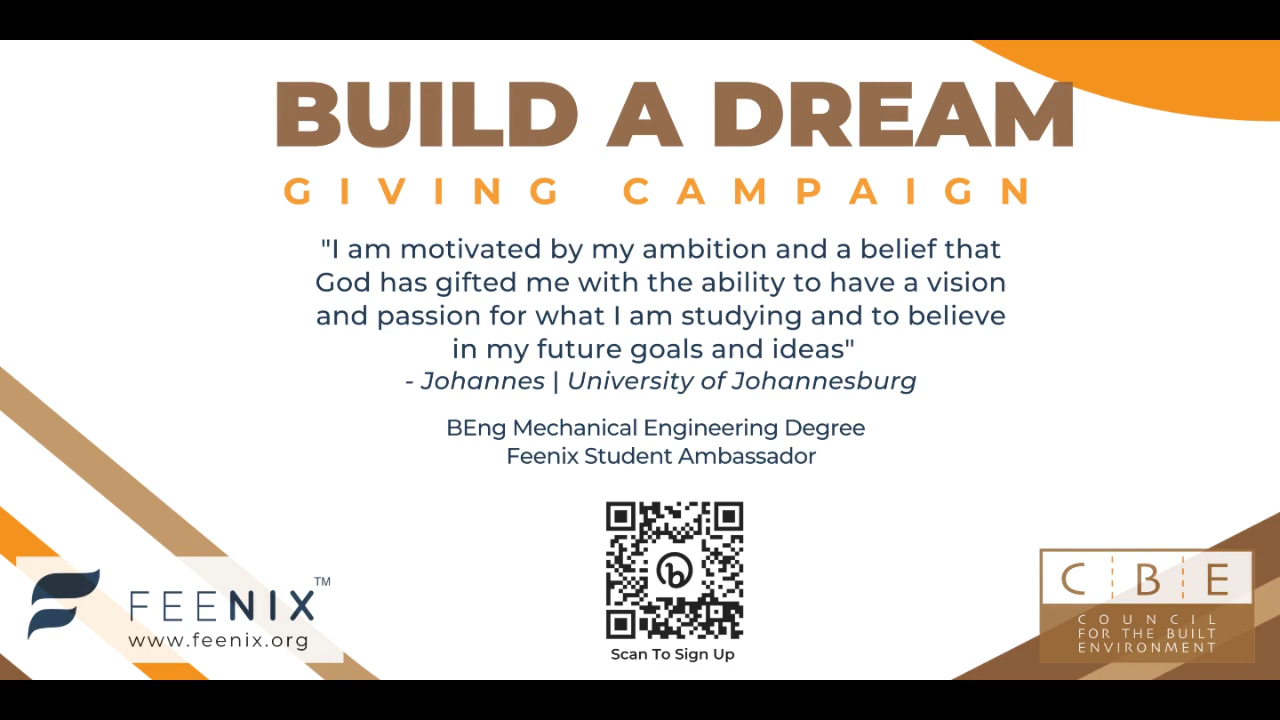 BUILD A DREAM
GIVING CAMPAIGN
"I am motivated by my ambition and a belief that
God has gifted me with the ability to have a vision
and passion for what I am studying and to believe
in my future goals and ideas"
- Johannes | University of Johannesburg
BEng Mechanical Engineering Degree
Feenix Student Ambassador
b
Scan To Sign Up
FEENIX™
www.feenix.org
C B E
COUNCIL
FOR THE BUILT
ENVIRONMENT